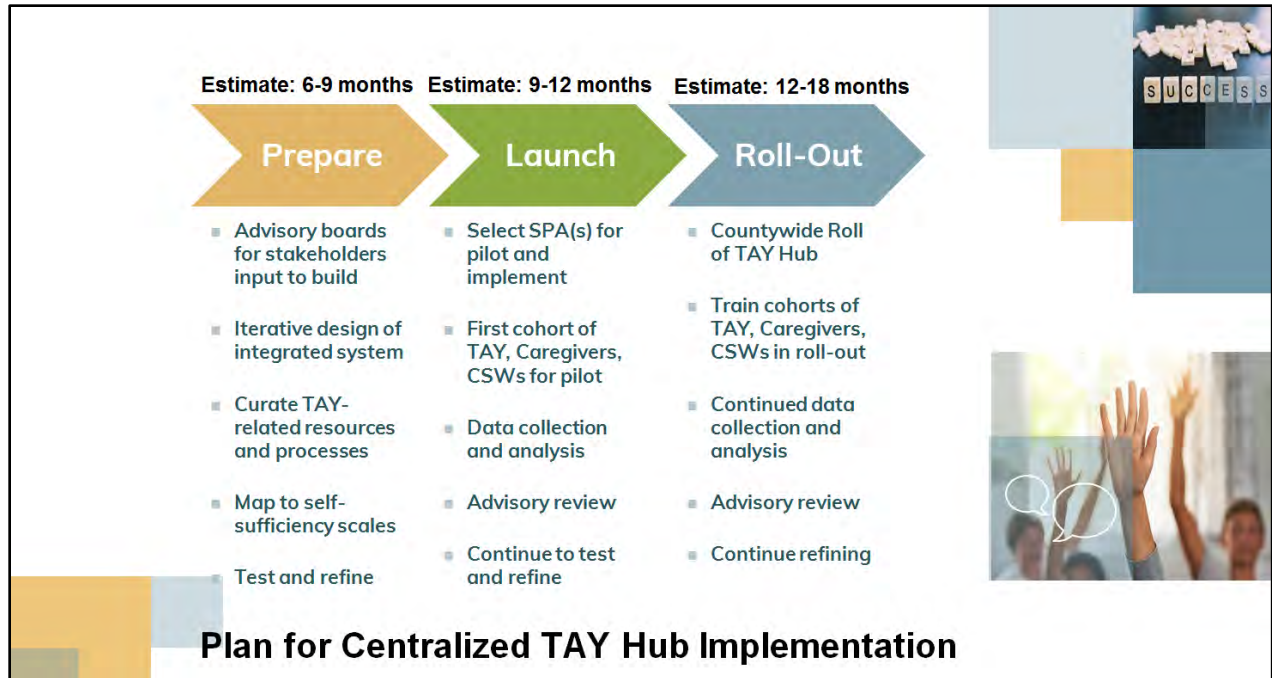 Estimate: 6-9 months
Estimate: 9-12 months
Estimate: 12-18 months
Prepare
Launch
Roll-Out
Advisory boards
for stakeholders
input to build
Iterative design of
integrated system
Curate TAY-
related resources
and processes
Map to self-
sufficiency scales
Test and refine
Select SPA(s) for
pilot and
implement
First cohort of
TAY, Caregivers,
CSWs for pilot
Data collection
and analysis
Advisory review
Continue to test
and refine
Countywide Roll
of TAY Hub
Train cohorts of
TAY, Caregivers,
CSWs in roll-out
Continued data
collection and
analysis
Advisory review
Continue refining
SUCCESS
Plan for Centralized TAY Hub Implementation